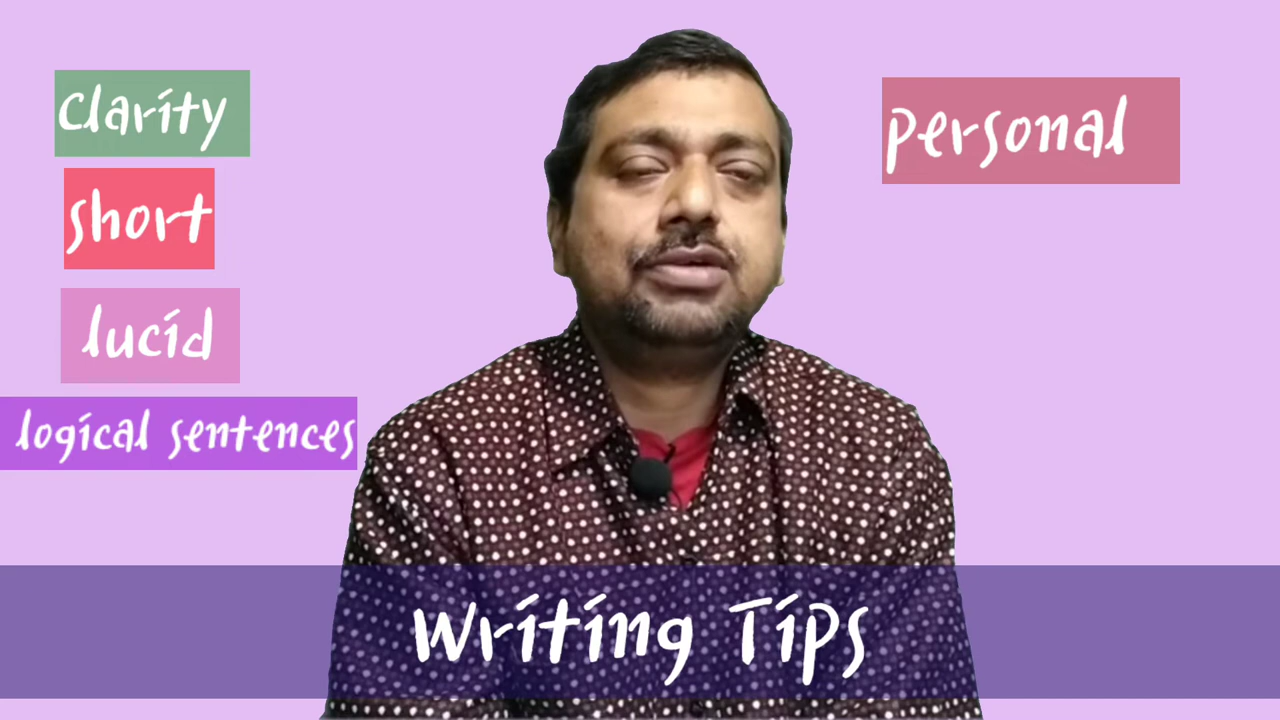 clarity
short
lucid
logical sentences
personal
Writing Tips